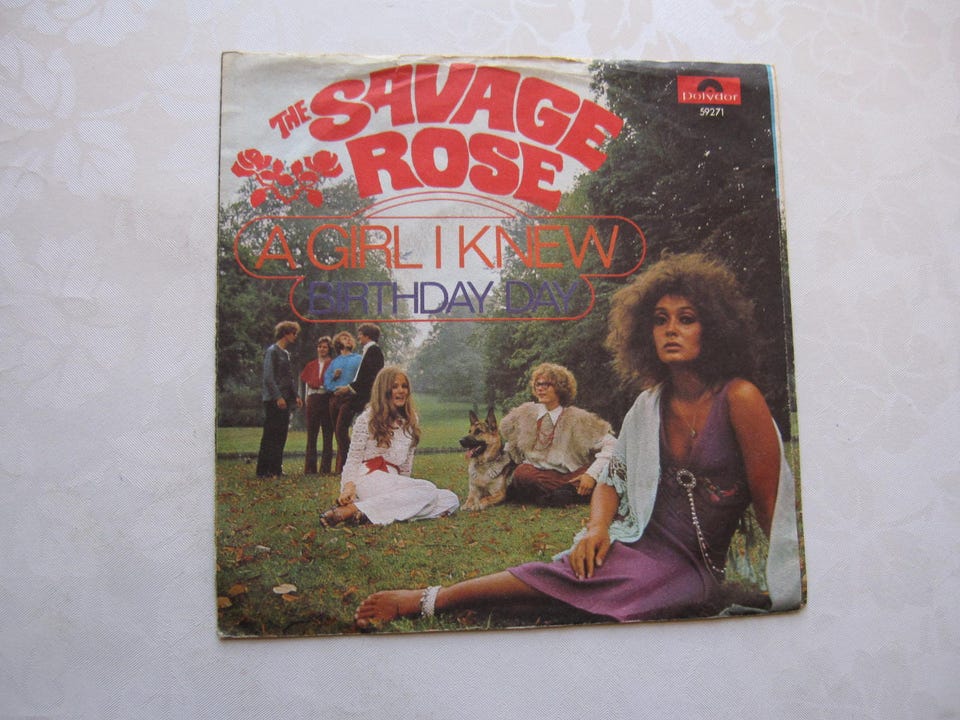 THE SAVAGE
ROSE
polydor
59271
A GIRL I KNEW
BIRTHDAY DAY